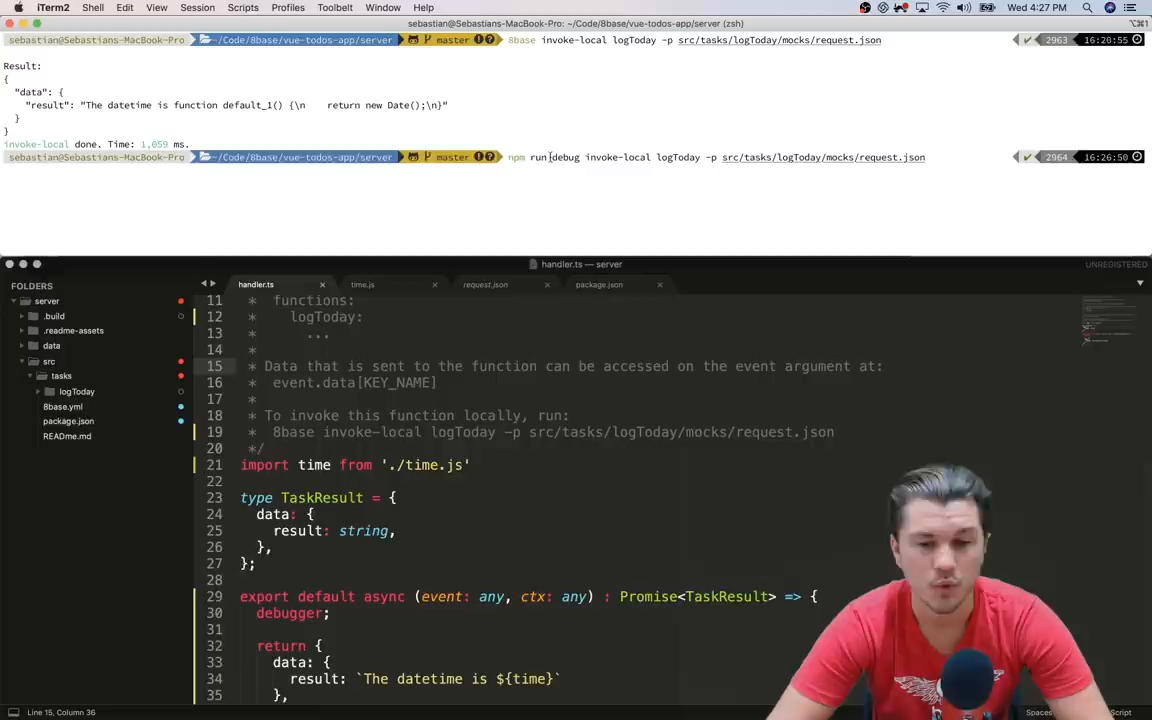 iTerm2 Shell Edit View Session Scripts Profiles Toolbelt Window Help Wed 4:27 PM
sebastian@Sebastians-MacBook-Pro: ~/Code/8base/vue-todos-app/server (zsh) ⌥⌘1
sebastian@Sebastians-MacBook-Pro ~/Code/8base/vue-todos-app/server master 8base invoke-local logToday -p src/tasks/logToday/mocks/request.json ✔ 2963 16:20:55
Result:
{
"data": {
"result": "The datetime is function default_1() {\n    return new Date();\n}"
}
}
invoke-local done. Time: 1,059 ms.
sebastian@Sebastians-MacBook-Pro ~/Code/8base/vue-todos-app/server master npm run debug invoke-local logToday -p src/tasks/logToday/mocks/request.json ✔ 2964 16:26:50
handler.ts — server UNREGISTERED
FOLDERS
server
.build
.readme-assets
data
src
tasks
logToday
8base.yml
package.json
READme.md
handler.ts time.js request.json package.json
11 * functions:
12 * logToday:
13 * ...
14 *
15 * Data that is sent to the function can be accessed on the event argument at:
16 * event.data[KEY_NAME]
17 *
18 * To invoke this function locally, run:
19 * 8base invoke-local logToday -p src/tasks/logToday/mocks/request.json
20 */
21 import time from './time.js'
22
23 type TaskResult = {
24 data: {
25 result: string,
26 },
27 };
28
29 export default async (event: any, ctx: any) : Promise<TaskResult> => {
30 debugger;
31
32 return {
33 data: {
34 result: `The datetime is ${time}`
35 },
Line 15, Column 36
Spaces
Script